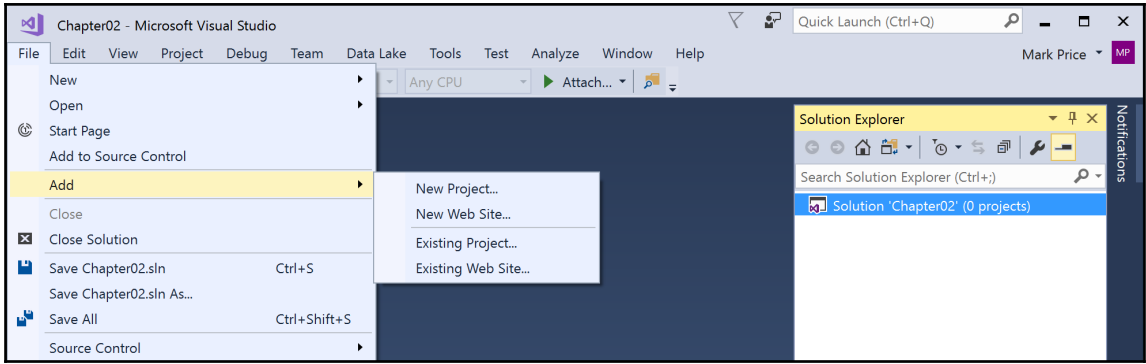 Chapter02 - Microsoft Visual Studio
Quick Launch (Ctrl+Q)
File Edit View Project Debug Team Data Lake Tools Test Analyze Window Help
Mark Price MP
Any CPU Attach...
New
Open
Start Page
Add to Source Control
Add
Close
Close Solution
Save Chapter02.sln Ctrl+S
Save Chapter02.sln As...
Save All Ctrl+Shift+S
Source Control
New Project...
New Web Site...
Existing Project...
Existing Web Site...
Solution Explorer
Search Solution Explorer (Ctrl+;)
Solution 'Chapter02' (0 projects)
Notifications